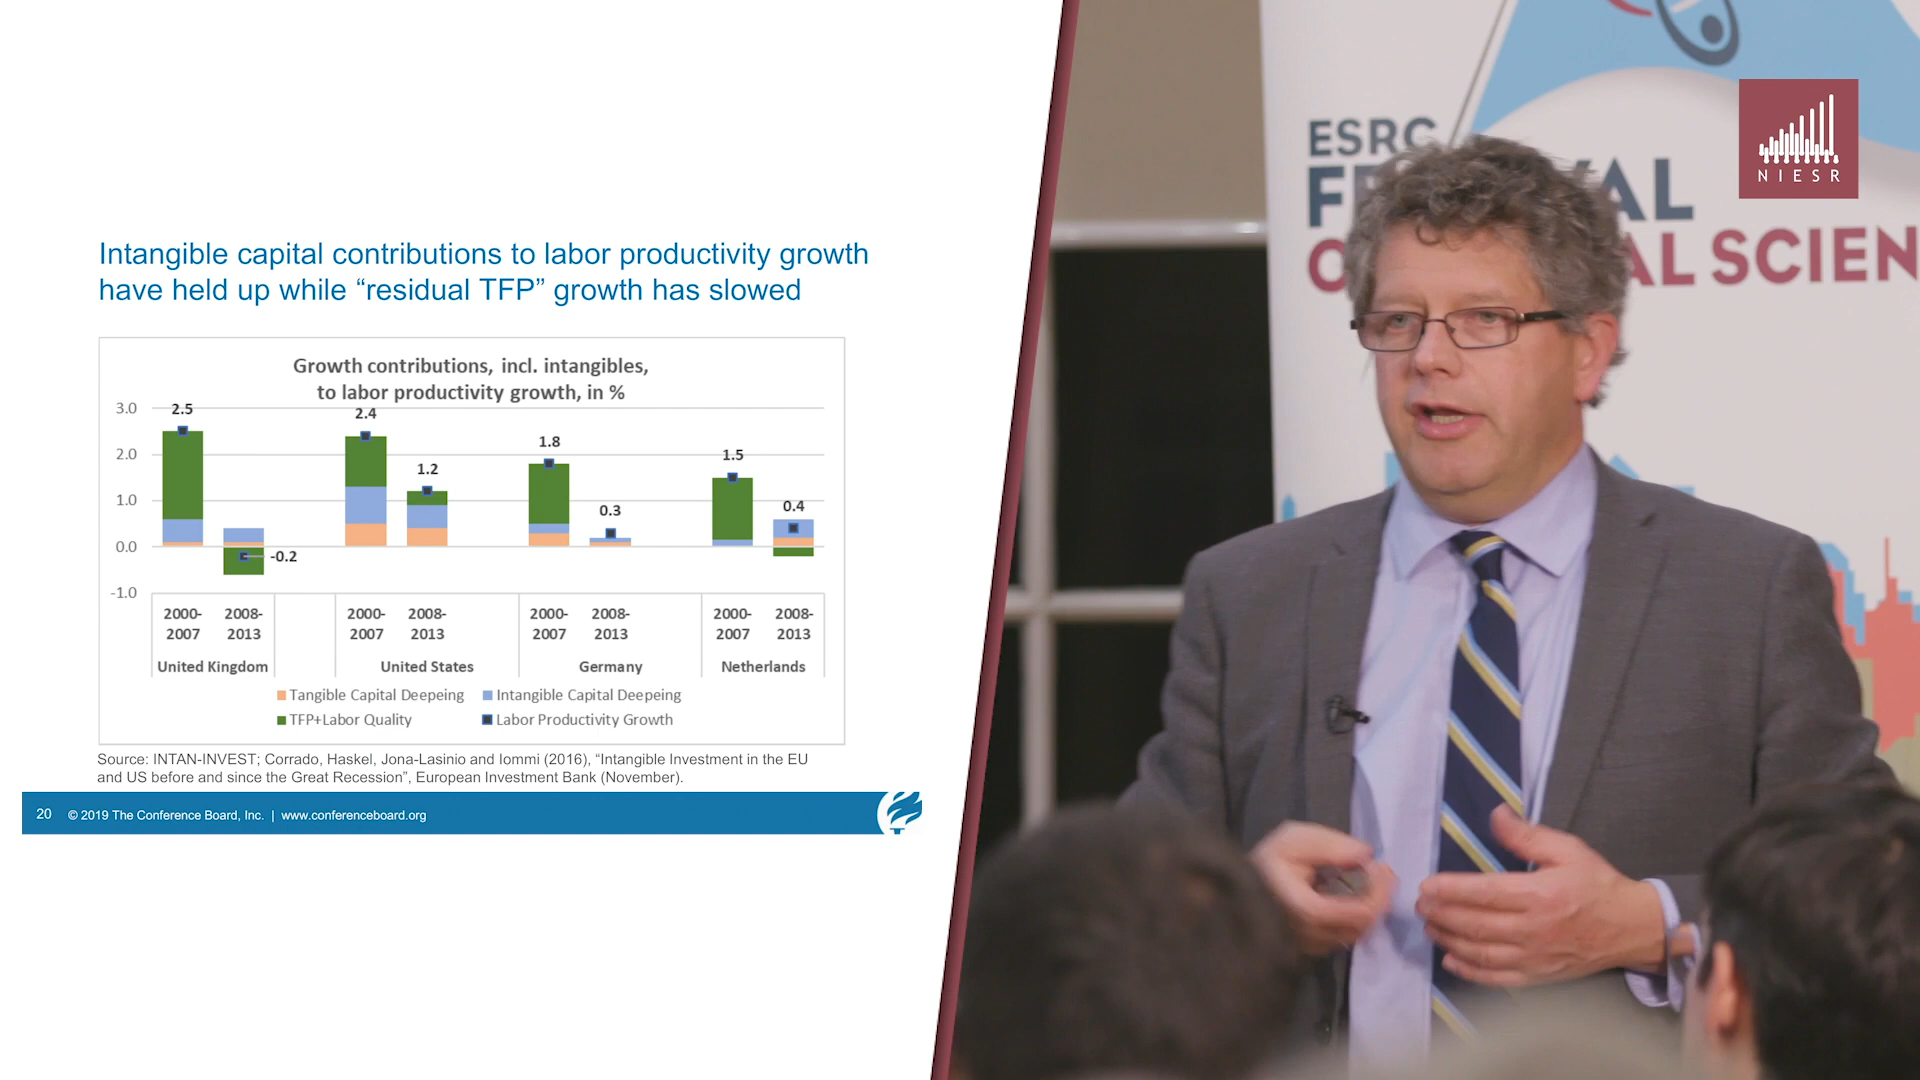 Intangible capital contributions to labor productivity growth
have held up while “residual TFP” growth has slowed
Growth contributions, incl. intangibles,
to labor productivity growth, in %
3.0
2.0
1.0
0.0
-1.0
2.5
-0.2
2.4
1.2
1.8
0.3
1.5
0.4
2000-
2007
2008-
2013
2000-
2007
2008-
2013
2000-
2007
2008-
2013
2000-
2007
2008-
2013
United Kingdom
United States
Germany
Netherlands
Tangible Capital Deepeing
Intangible Capital Deepeing
TFP+Labor Quality
Labor Productivity Growth
Source: INTAN-INVEST; Corrado, Haskel, Jona-Lasinio and Iommi (2016), “Intangible Investment in the EU
and US before and since the Great Recession”, European Investment Bank (November).
20 © 2019 The Conference Board, Inc. | www.conferenceboard.org
ESRC
NIESR